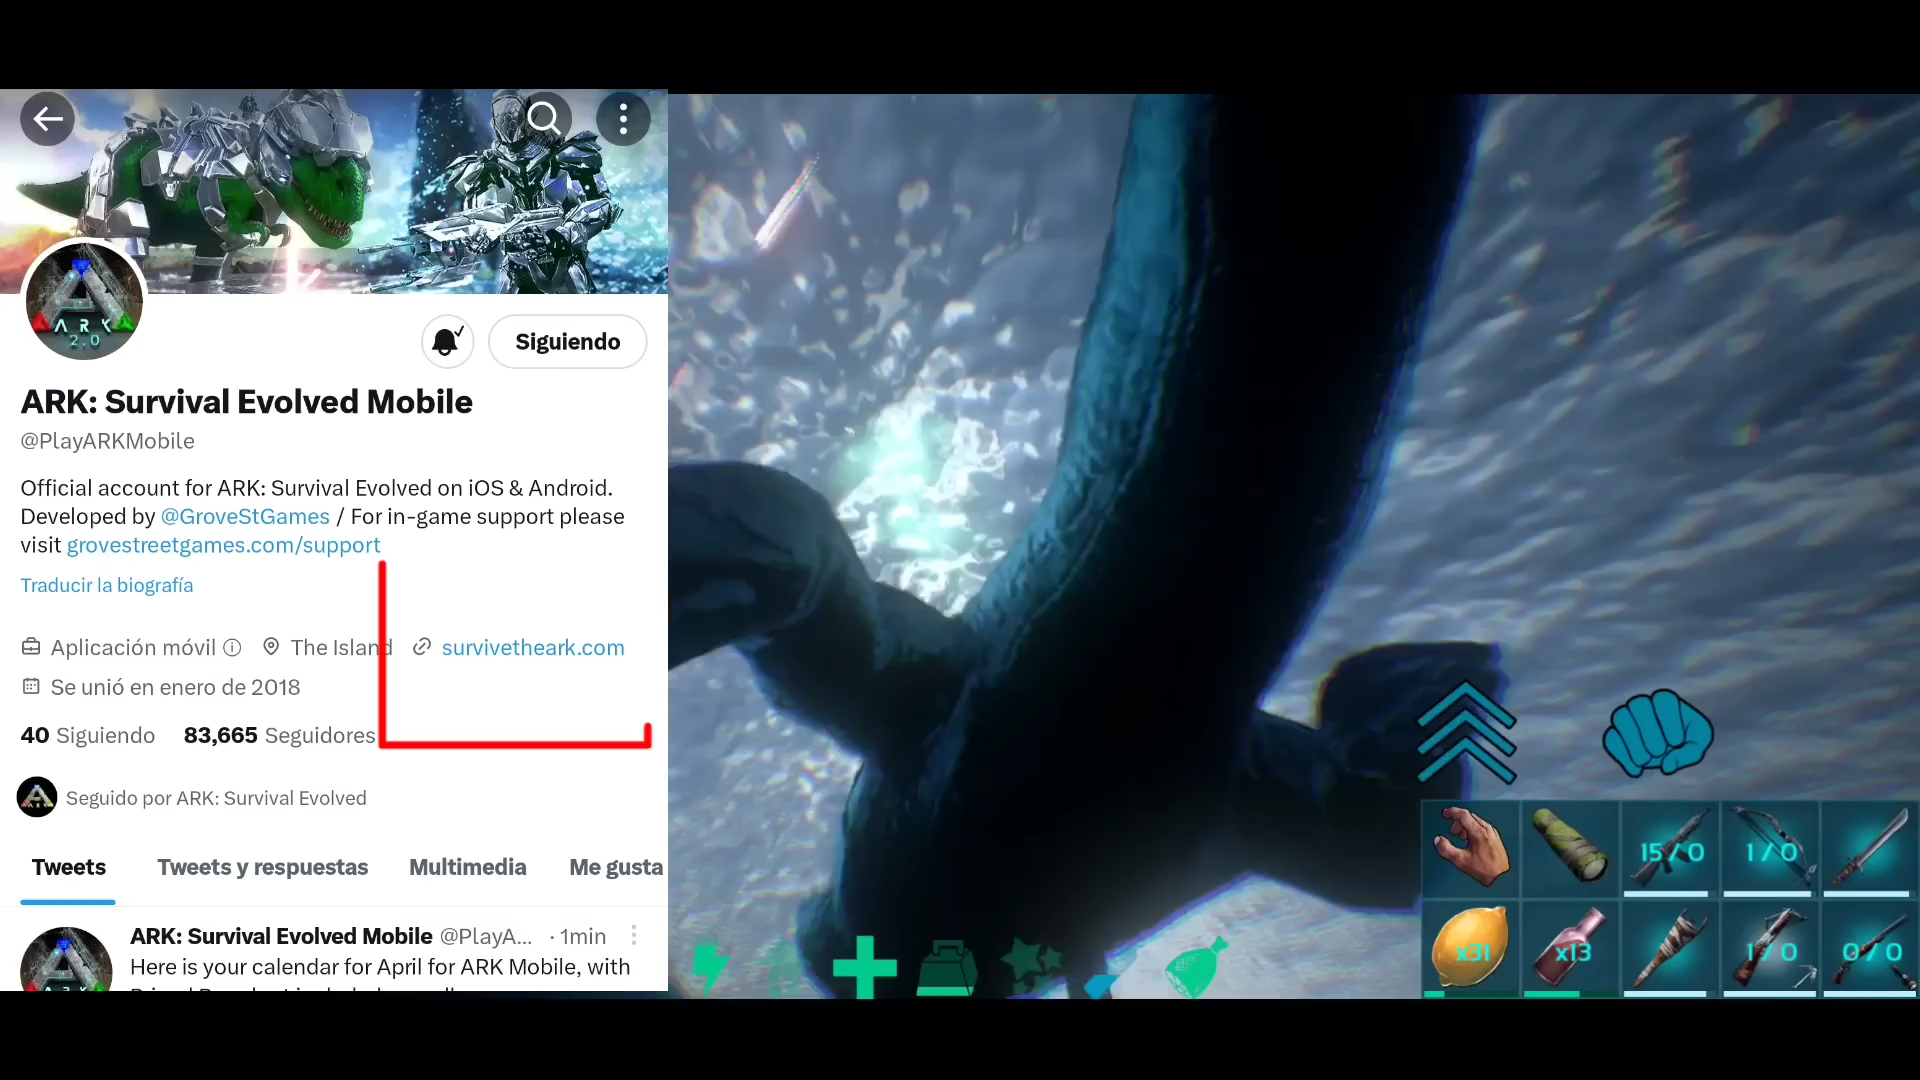 ARK
2.0
Siguiendo
ARK: Survival Evolved Mobile
@PlayARKMobile
Official account for ARK: Survival Evolved on iOS & Android.
Developed by @GroveStGames / For in-game support please
visit grovestreetgames.com/support
Traducir la biografía
Aplicación móvil The Island survivetheark.com
Se unió en enero de 2018
40 Siguiendo 83,665 Seguidores
Seguido por ARK: Survival Evolved
Tweets Tweets y respuestas Multimedia Me gusta
ARK: Survival Evolved Mobile @PlayA... · 1min
Here is your calendar for April for ARK Mobile, with
15 / 0 1 / 0
x31 x13 1 / 0 0 / 0